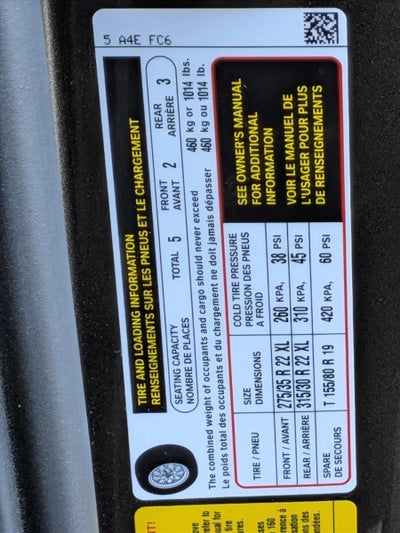 5 A4E FC6
TIRE AND LOADING INFORMATION
RENSEIGNEMENTS SUR LES PNEUS ET LE CHARGEMENT
SEATING CAPACITY
NOMBRE DE PLACES
TOTAL 5
FRONT
AVANT 2
REAR
ARRIÈRE 3
The combined weight of occupants and cargo should never exceed 460 kg or 1014 lbs.
Le poids total des occupants et du chargement ne doit jamais dépasser 460 kg ou 1014 lb.
TIRE / PNEU
SIZE
DIMENSIONS
COLD TIRE PRESSURE
PRESSION DES PNEUS
A FROID
FRONT / AVANT 275/35 R 22 XL 260 KPA, 38 PSI
REAR / ARRIÈRE 315/30 R 22 XL 310 KPA, 45 PSI
SPARE
DE SECOURS
T 155/80 R 19 420 KPA, 60 PSI
SEE OWNER'S MANUAL
FOR ADDITIONAL
INFORMATION
VOIR LE MANUEL DE
L'USAGER POUR PLUS
DE RENSEIGNEMENTS